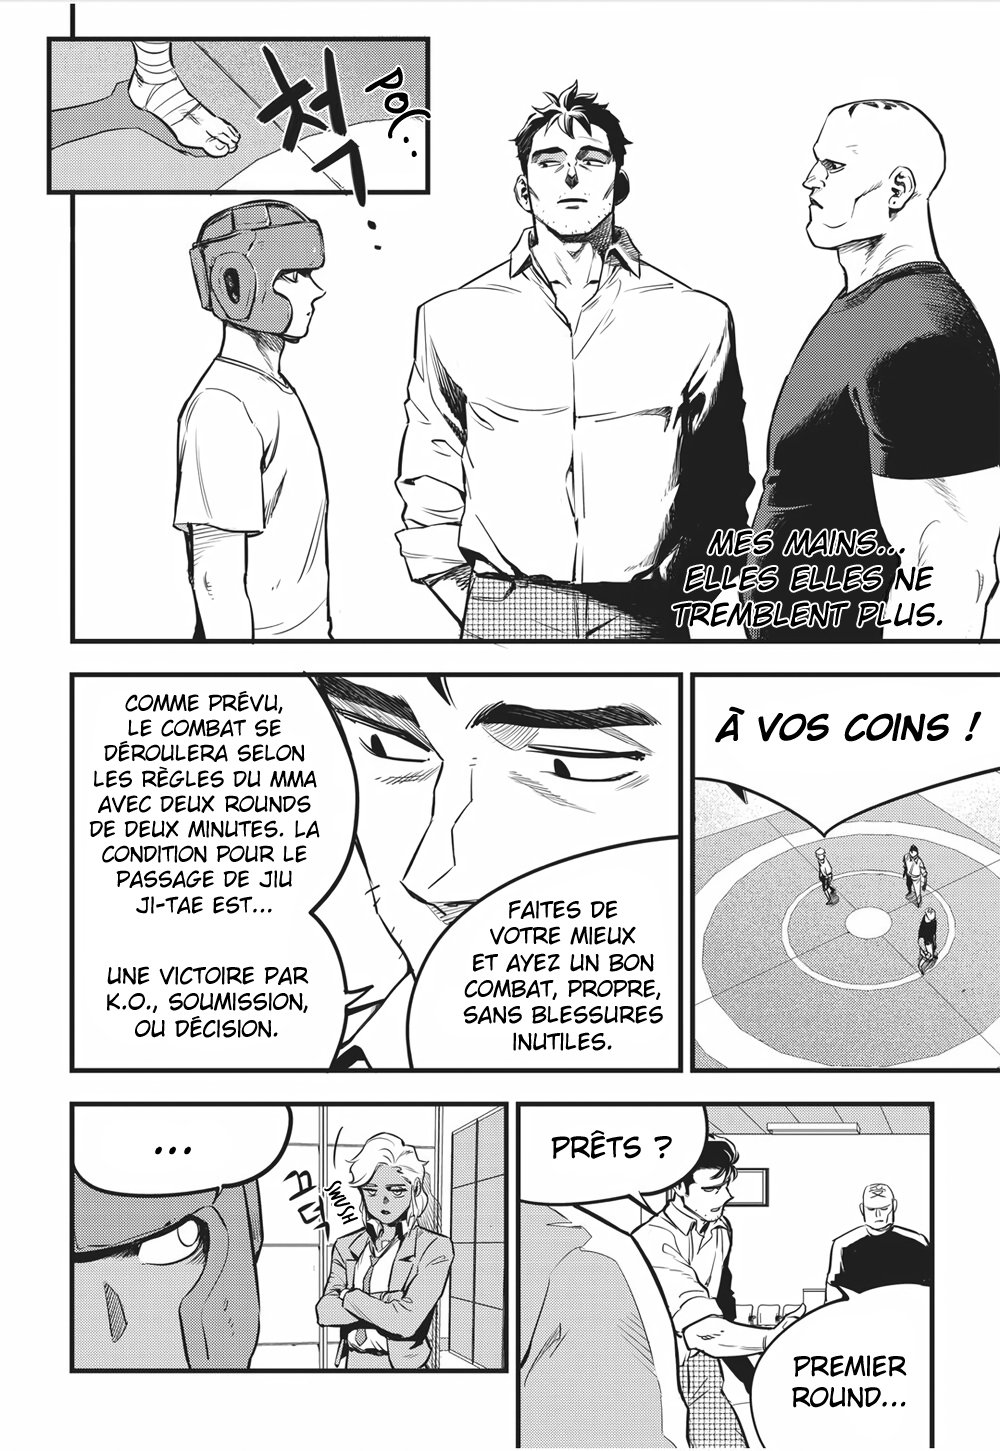 척
POC...
MES MAINS...
ELLES ELLES NE
TREMBLENT PLUS.
COMME PRÉVU,
LE COMBAT SE
DÉROULERA SELON
LES RÈGLES DU MMA
AVEC DEUX ROUNDS
DE DEUX MINUTES. LA
CONDITION POUR LE
PASSAGE DE JIU
JI-TAE EST...
UNE VICTOIRE PAR
K.O., SOUMISSION,
OU DÉCISION.
FAITES DE
VOTRE MIEUX
ET AYEZ UN BON
COMBAT, PROPRE,
SANS BLESSURES
INUTILES.
À VOS COINS !
...
끄덕
SWUSH
PRÊTS ?
PREMIER
ROUND...